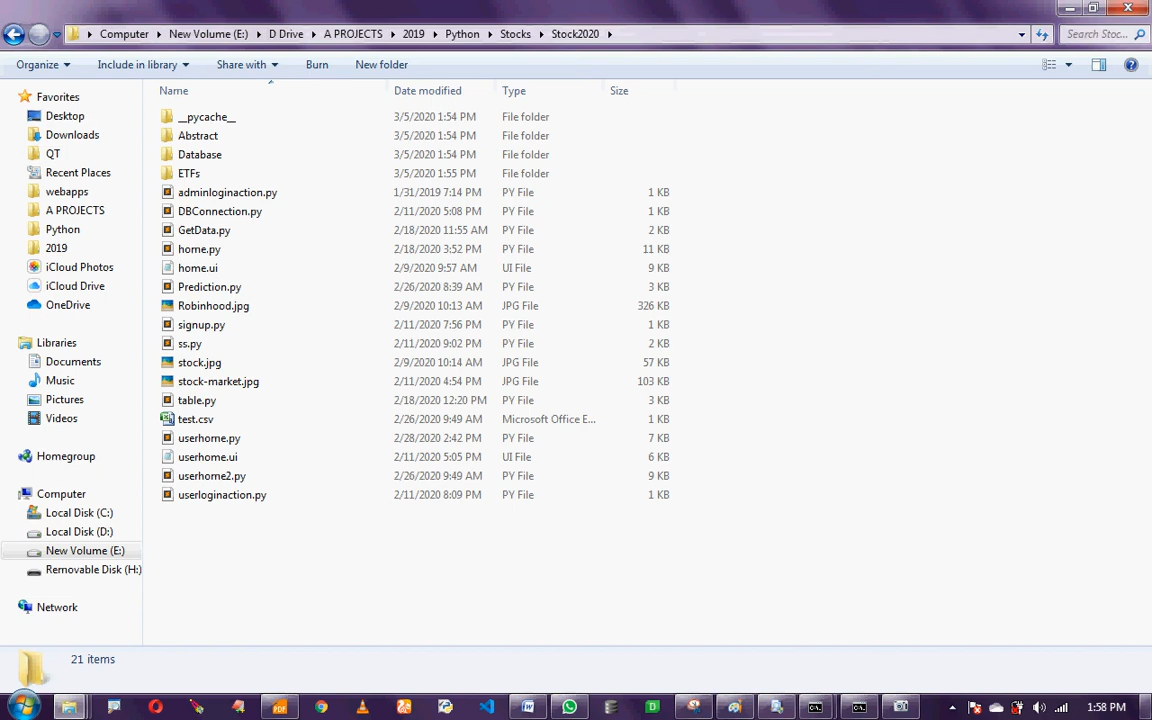 Computer New Volume (E:) D Drive A PROJECTS 2019 Python Stocks Stock2020
Search Stoc...
Organize Include in library Share with Burn New folder
Favorites
Desktop
Downloads
QT
Recent Places
webapps
A PROJECTS
Python
2019
iCloud Photos
iCloud Drive
OneDrive
Libraries
Documents
Music
Pictures
Videos
Homegroup
Computer
Local Disk (C:)
Local Disk (D:)
New Volume (E:)
Removable Disk (H:)
Network
Name Date modified Type Size
__pycache__ 3/5/2020 1:54 PM File folder
Abstract 3/5/2020 1:54 PM File folder
Database 3/5/2020 1:54 PM File folder
ETFs 3/5/2020 1:55 PM File folder
adminloginaction.py 1/31/2019 7:14 PM PY File 1 KB
DBConnection.py 2/11/2020 5:08 PM PY File 1 KB
GetData.py 2/18/2020 11:55 AM PY File 2 KB
home.py 2/18/2020 3:52 PM PY File 11 KB
home.ui 2/9/2020 9:57 AM UI File 9 KB
Prediction.py 2/26/2020 8:39 AM PY File 3 KB
Robinhood.jpg 2/9/2020 10:13 AM JPG File 326 KB
signup.py 2/11/2020 7:56 PM PY File 1 KB
ss.py 2/11/2020 9:02 PM PY File 2 KB
stock.jpg 2/9/2020 10:14 AM JPG File 57 KB
stock-market.jpg 2/11/2020 4:54 PM JPG File 103 KB
table.py 2/18/2020 12:20 PM PY File 3 KB
test.csv 2/26/2020 9:49 AM Microsoft Office E... 1 KB
userhome.py 2/28/2020 2:42 PM PY File 7 KB
userhome.ui 2/11/2020 5:05 PM UI File 6 KB
userhome2.py 2/26/2020 9:49 AM PY File 9 KB
userloginaction.py 2/11/2020 8:09 PM PY File 1 KB
21 items
1:58 PM